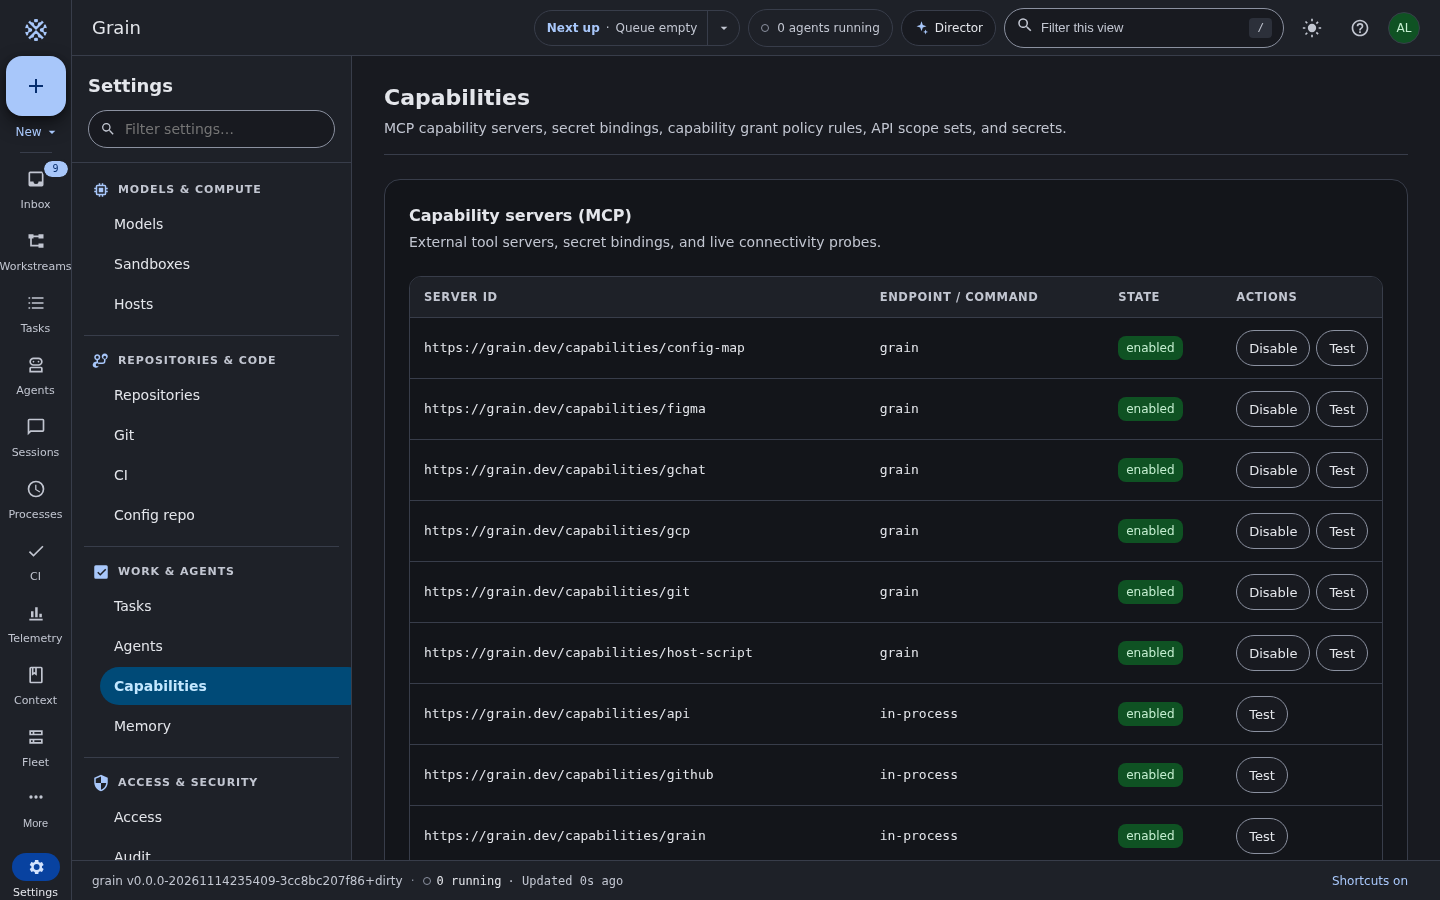 Grain
Next up · Queue empty
0 agents running
Director
Filter this view
/
AL
New
9
Inbox
Workstreams
Tasks
Agents
Sessions
Processes
CI
Telemetry
Context
Fleet
More
Settings
Settings
Filter settings...
MODELS & COMPUTE
Models
Sandboxes
Hosts
REPOSITORIES & CODE
Repositories
Git
CI
Config repo
WORK & AGENTS
Tasks
Agents
Capabilities
Memory
ACCESS & SECURITY
Access
Audit
Capabilities
MCP capability servers, secret bindings, capability grant policy rules, API scope sets, and secrets.
Capability servers (MCP)
External tool servers, secret bindings, and live connectivity probes.
SERVER ID ENDPOINT / COMMAND STATE ACTIONS
https://grain.dev/capabilities/config-map grain enabled Disable Test
https://grain.dev/capabilities/figma grain enabled Disable Test
https://grain.dev/capabilities/gchat grain enabled Disable Test
https://grain.dev/capabilities/gcp grain enabled Disable Test
https://grain.dev/capabilities/git grain enabled Disable Test
https://grain.dev/capabilities/host-script grain enabled Disable Test
https://grain.dev/capabilities/api in-process enabled Test
https://grain.dev/capabilities/github in-process enabled Test
https://grain.dev/capabilities/grain in-process enabled Test
grain v0.0.0-20261114235409-3cc8bc207f86+dirty · 0 running · Updated 0s ago
Shortcuts on